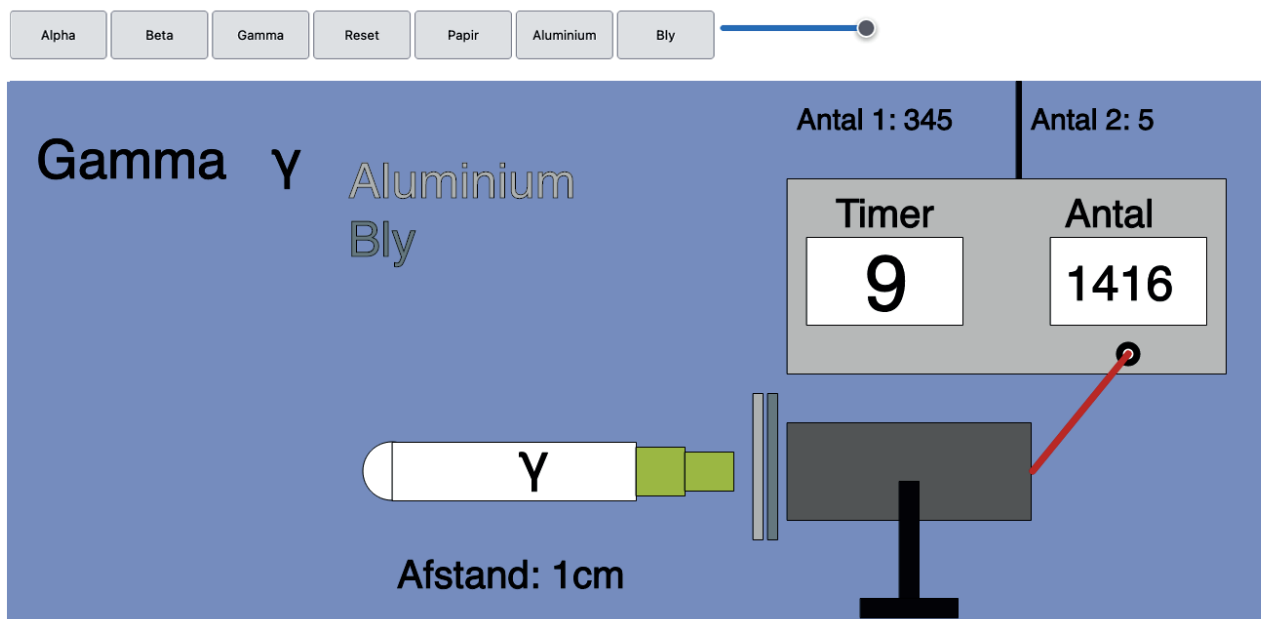 Alpha Beta Gamma Reset Papir Aluminium Bly
Antal 1: 345 Antal 2: 5
Gamma γ
Aluminium
Bly
Timer Antal
9 1416
γ
Afstand: 1cm